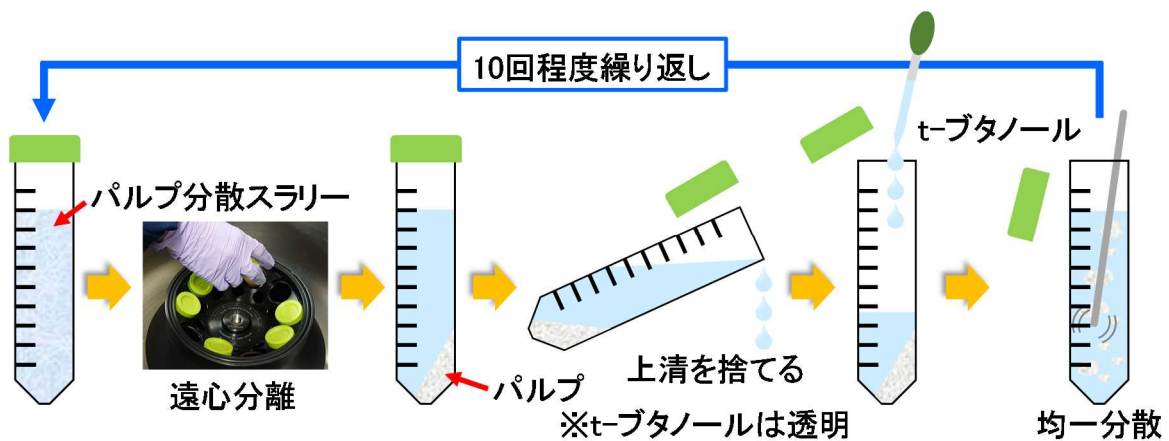 10回程度繰り返し
t-ブタノール
パルプ分散スラリー
遠心分離
パルプ
上清を捨てる
※t-ブタノールは透明
均一分散